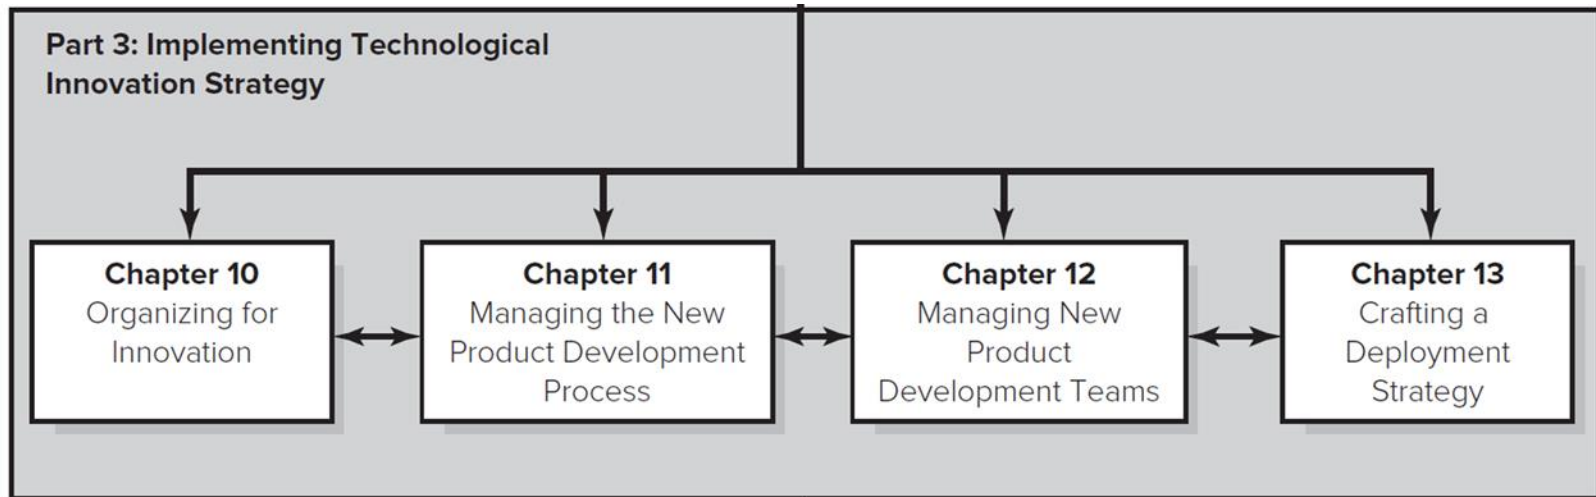 Part 3: Implementing Technological
Innovation Strategy
Chapter 10
Organizing for
Innovation
Chapter 11
Managing the New
Product Development
Process
Chapter 12
Managing New
Product
Development Teams
Chapter 13
Crafting a
Deployment
Strategy